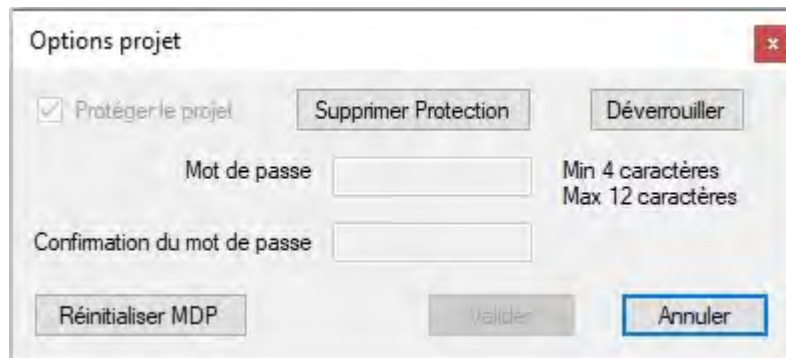 Options projet
Protéger le projet
Supprimer Protection
Déverrouiller
Mot de passe
Min 4 caractères
Max 12 caractères
Confirmation du mot de passe
Réinitialiser MDP
Valider
Annuler